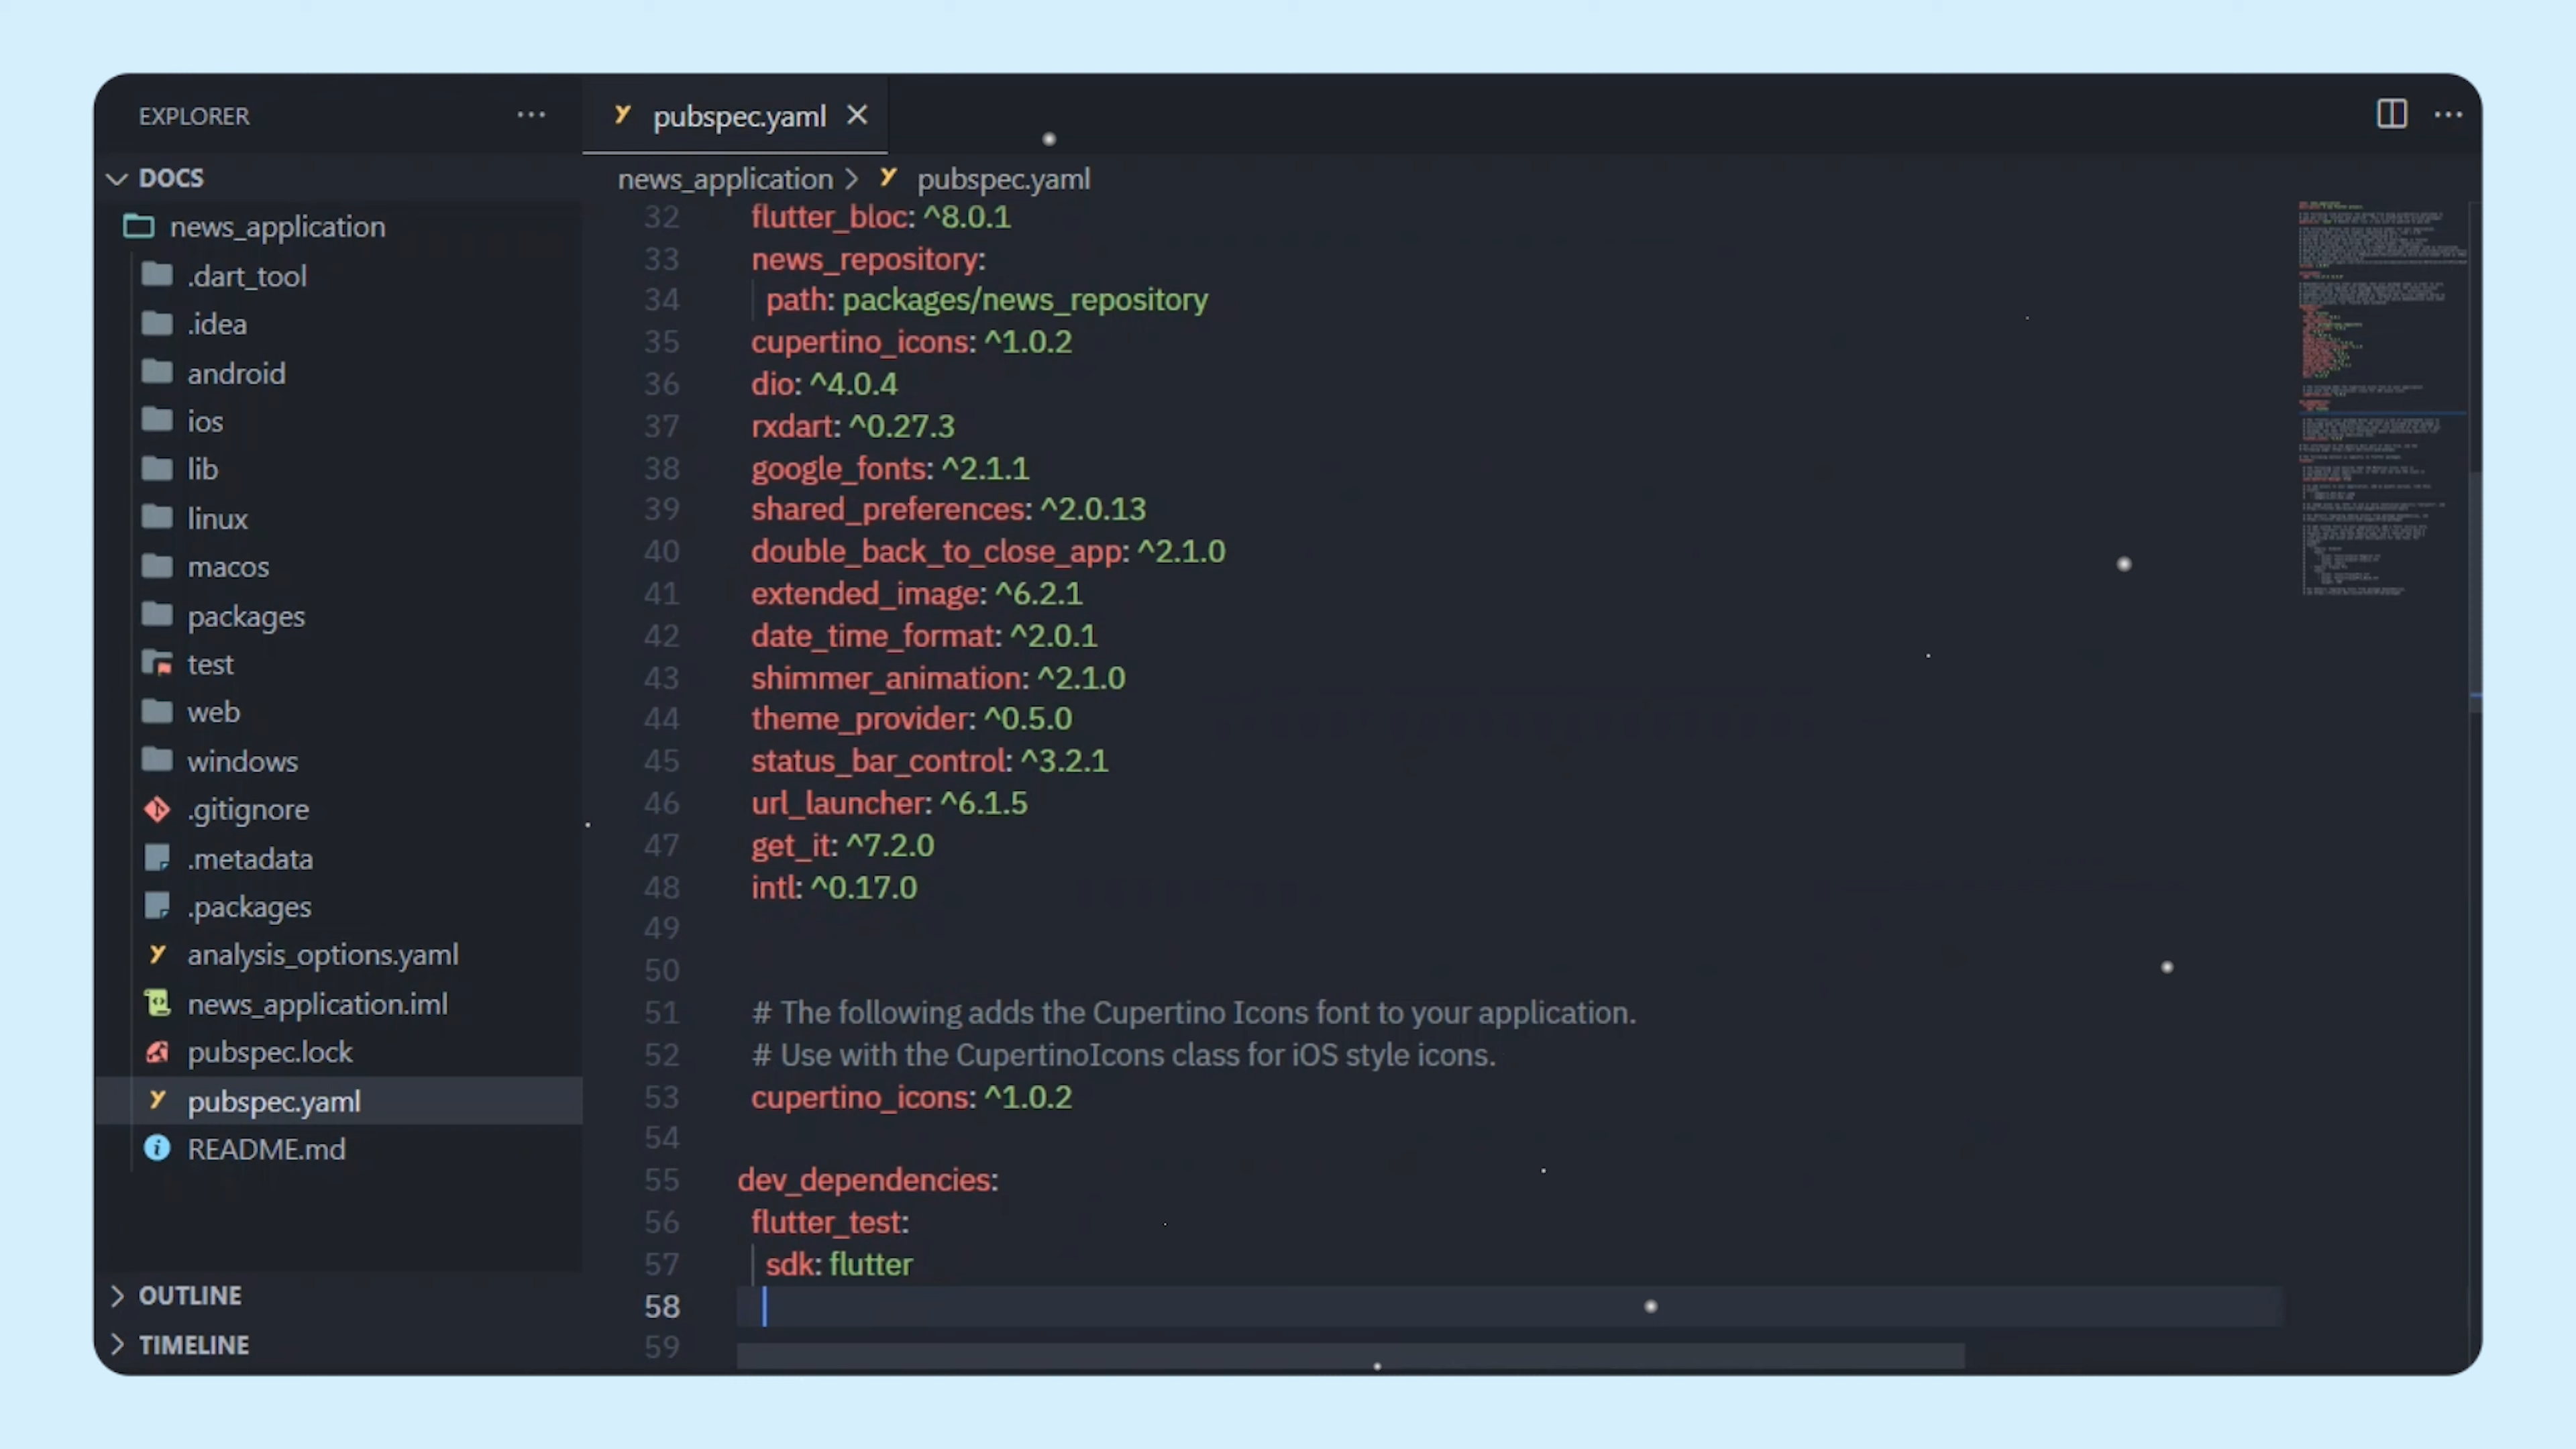 EXPLORER
DOCS
news_application
.dart_tool
.idea
android
ios
lib
linux
macos
packages
test
web
windows
.gitignore
.metadata
.packages
analysis_options.yaml
news_application.iml
pubspec.lock
pubspec.yaml
README.md
OUTLINE
TIMELINE
pubspec.yaml
news_application > pubspec.yaml
32 flutter_bloc: ^8.0.1
33 news_repository:
34 path: packages/news_repository
35 cupertino_icons: ^1.0.2
36 dio: ^4.0.4
37 rxdart: ^0.27.3
38 google_fonts: ^2.1.1
39 shared_preferences: ^2.0.13
40 double_back_to_close_app: ^2.1.0
41 extended_image: ^6.2.1
42 date_time_format: ^2.0.1
43 shimmer_animation: ^2.1.0
44 theme_provider: ^0.5.0
45 status_bar_control: ^3.2.1
46 url_launcher: ^6.1.5
47 get_it: ^7.2.0
48 intl: ^0.17.0
49
50
51 # The following adds the Cupertino Icons font to your application.
52 # Use with the CupertinoIcons class for iOS style icons.
53 cupertino_icons: ^1.0.2
54
55 dev_dependencies:
56 flutter_test:
57 sdk: flutter
58
59